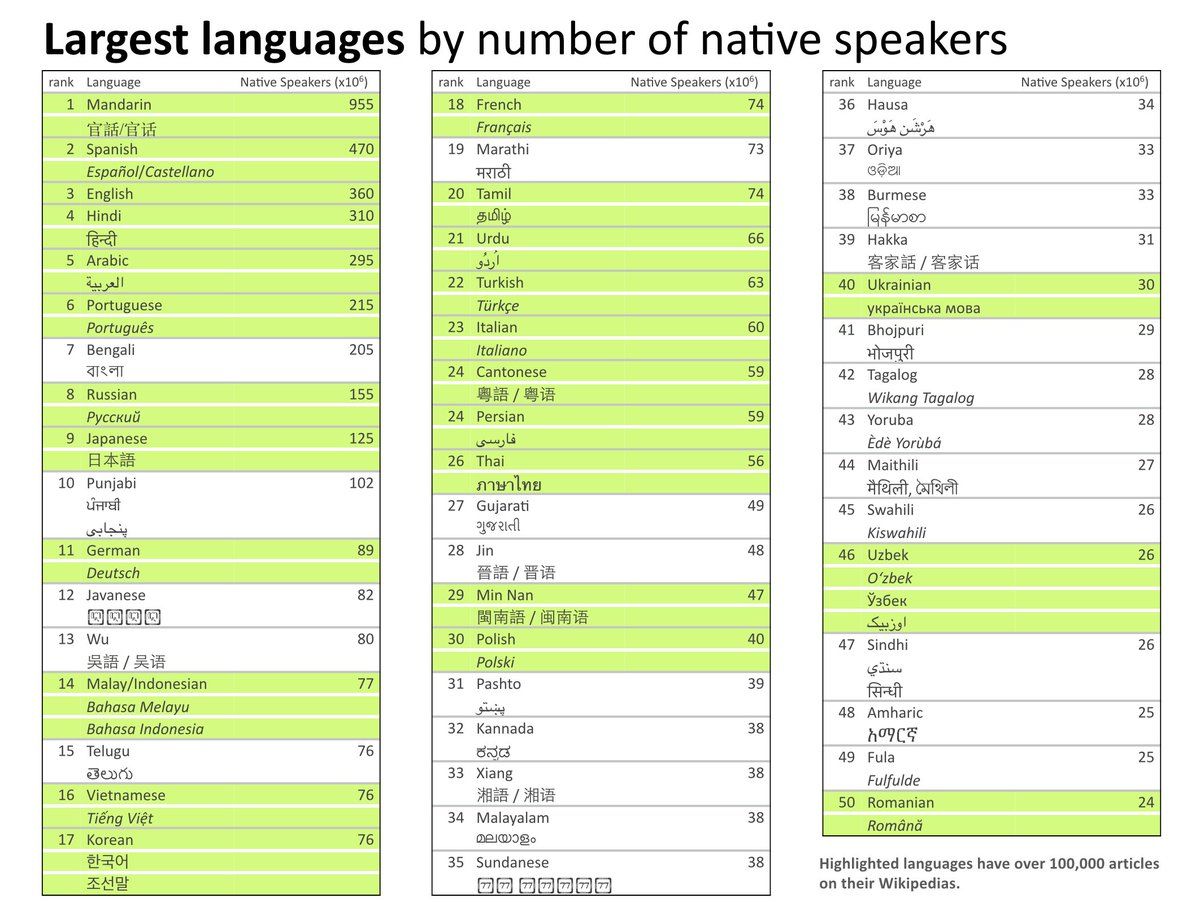 Largest languages by number of native speakers
rank Language Native Speakers (x10⁶)
1 Mandarin 955
官話/官话
2 Spanish 470
Español/Castellano
3 English 360
4 Hindi 310
हिन्दी
5 Arabic 295
العربية
6 Portuguese 215
Português
7 Bengali 205
বাংলা
8 Russian 155
Русский
9 Japanese 125
日本語
10 Punjabi 102
ਪੰਜਾਬੀ
پنجابی
11 German 89
Deutsch
12 Javanese 82
13 Wu 80
吳語 / 吴语
14 Malay/Indonesian 77
Bahasa Melayu
Bahasa Indonesia
15 Telugu 76
తెలుగు
16 Vietnamese 76
Tiếng Việt
17 Korean 76
한국어
조선말
rank Language Native Speakers (x10⁶)
18 French 74
Français
19 Marathi 73
मराठी
20 Tamil 74
தமிழ்
21 Urdu 66
اُردُو
22 Turkish 63
Türkçe
23 Italian 60
Italiano
24 Cantonese 59
粵語 / 粤语
24 Persian 59
فارسی
26 Thai 56
ภาษาไทย
27 Gujarati 49
ગુજરાતી
28 Jin 48
晉語 / 晋语
29 Min Nan 47
閩南語 / 闽南语
30 Polish 40
Polski
31 Pashto 39
پښتو
32 Kannada 38
ಕನ್ನಡ
33 Xiang 38
湘語 / 湘语
34 Malayalam 38
മലയാളം
35 Sundanese 38
rank Language Native Speakers (x10⁶)
36 Hausa 34
هَرْشَن هَوْسَ
37 Oriya 33
ଓଡ଼ିଆ
38 Burmese 33
မြန်မာစာ
39 Hakka 31
客家話 / 客家话
40 Ukrainian 30
українська мова
41 Bhojpuri 29
भोजपुरी
42 Tagalog 28
Wikang Tagalog
43 Yoruba 28
Èdè Yorùbá
44 Maithili 27
मैथिली, মৈথিলী
45 Swahili 26
Kiswahili
46 Uzbek 26
O‘zbek
Ўзбек
اوزبیک
47 Sindhi 26
سنڌي
सिन्धी
48 Amharic 25
አማርኛ
49 Fula 25
Fulfulde
50 Romanian 24
Română
Highlighted languages have over 100,000 articles
on their Wikipedias.